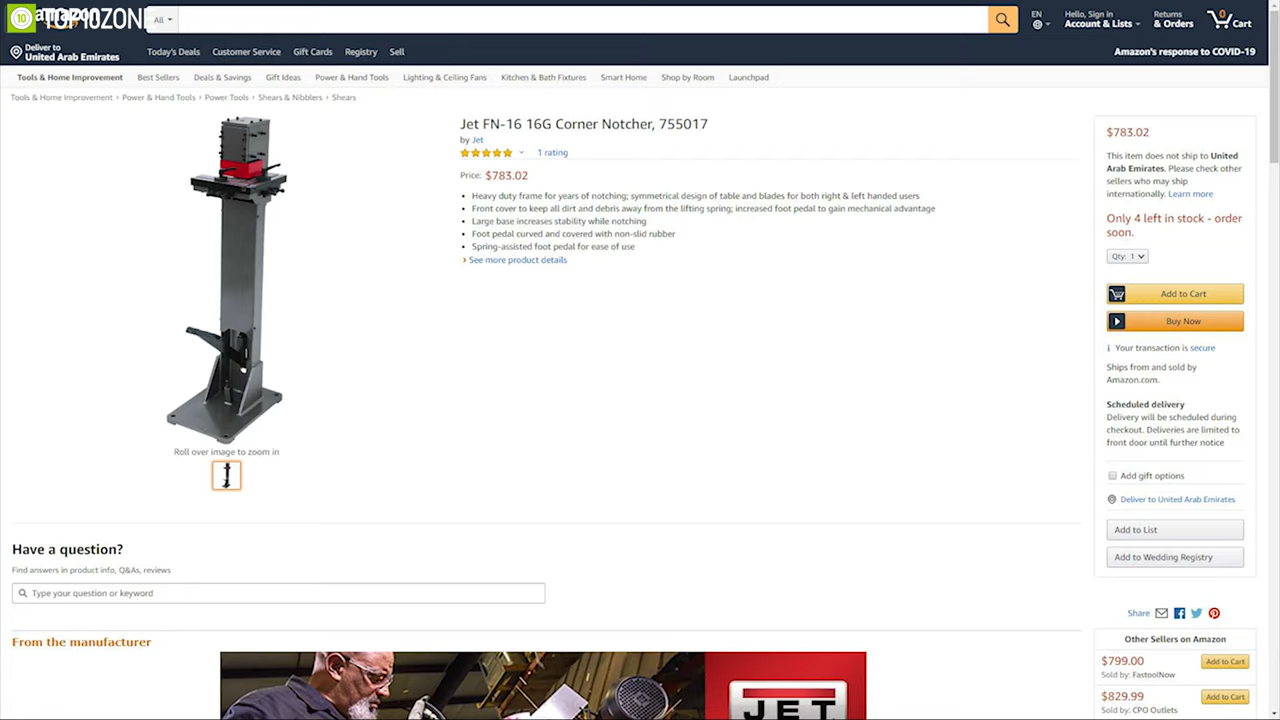 10 TOP10ZONE
All
EN
Hello, Sign in
Account & Lists
Returns
& Orders
0
Cart
Deliver to
United Arab Emirates
Today's Deals Customer Service Gift Cards Registry Sell
Amazon's response to COVID-19
Tools & Home Improvement Best Sellers Deals & Savings Gift Ideas Power & Hand Tools Lighting & Ceiling Fans Kitchen & Bath Fixtures Smart Home Shop by Room Launchpad
Tools & Home Improvement › Power & Hand Tools › Power Tools › Shears & Nibblers › Shears
Jet FN-16 16G Corner Notcher, 755017
by Jet
1 rating
Price: $783.02
• Heavy duty frame for years of notching; symmetrical design of table and blades for both right & left handed users
• Front cover to keep all dirt and debris away from the lifting spring; increased foot pedal to gain mechanical advantage
• Large base increases stability while notching
• Foot pedal curved and covered with non-slid rubber
• Spring-assisted foot pedal for ease of use
› See more product details
Roll over image to zoom in
$783.02
This item does not ship to United
Arab Emirates. Please check other
sellers who may ship
internationally. Learn more
Only 4 left in stock - order
soon.
Qty: 1
Add to Cart
Buy Now
Your transaction is secure
Ships from and sold by
Amazon.com.
Scheduled delivery
Delivery will be scheduled during
checkout. Deliveries are limited to
front door until further notice
Add gift options
Deliver to United Arab Emirates
Add to List
Add to Wedding Registry
Share
Other Sellers on Amazon
$799.00
Add to Cart
Sold by: FastoolNow
$829.99
Add to Cart
Sold by: CPO Outlets
Have a question?
Find answers in product info, Q&As, reviews
Type your question or keyword
From the manufacturer
JET